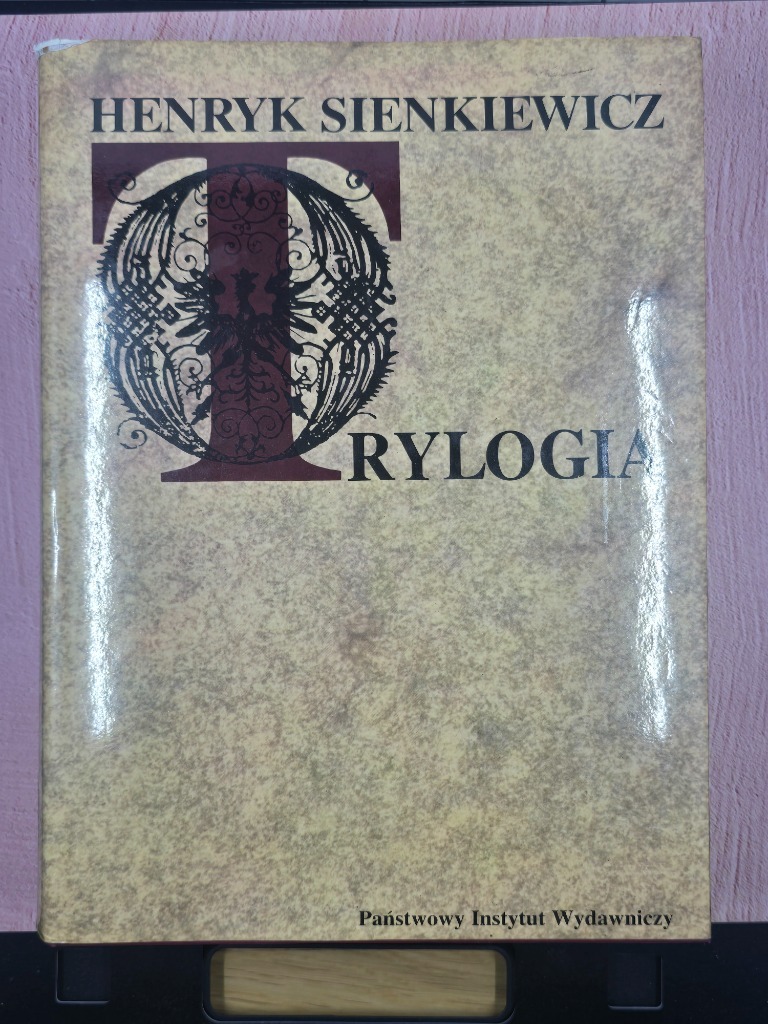 HENRYK SIENKIEWICZ
TRYLOGIA
Państwowy Instytut Wydawniczy